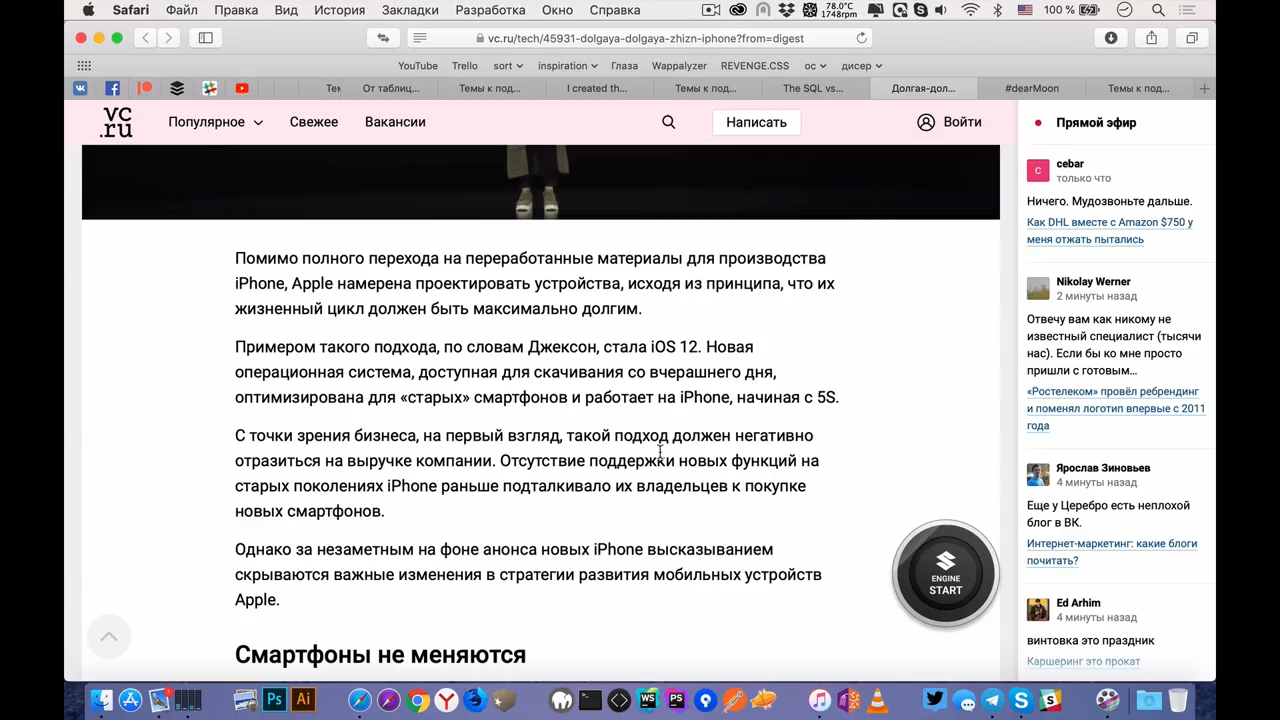 Safari Файл Правка Вид История Закладки Разработка Окно Справка 78.0°C 1748rpm 100 %
vc.ru/tech/45931-dolgaya-dolgaya-zhizn-iphone?from=digest
YouTube Trello sort inspiration Глаза Wappalyzer REVENGE.CSS ос дисер
Тем От таблиц... Темы к под... I created th... Темы к под... The SQL vs... Долгая-дол... #dearMoon Темы к под...
vc.ru Популярное Свежее Вакансии Написать Войти
Помимо полного перехода на переработанные материалы для производства
iPhone, Apple намерена проектировать устройства, исходя из принципа, что их
жизненный цикл должен быть максимально долгим.
Примером такого подхода, по словам Джексон, стала iOS 12. Новая
операционная система, доступная для скачивания со вчерашнего дня,
оптимизирована для «старых» смартфонов и работает на iPhone, начиная с 5S.
С точки зрения бизнеса, на первый взгляд, такой подход должен негативно
отразиться на выручке компании. Отсутствие поддержки новых функций на
старых поколениях iPhone раньше подталкивало их владельцев к покупке
новых смартфонов.
Однако за незаметным на фоне анонса новых iPhone высказыванием
скрываются важные изменения в стратегии развития мобильных устройств
Apple.
Смартфоны не меняются
ENGINE
START
Прямой эфир
C
cebar
только что
Ничего. Мудозвоньте дальше.
Как DHL вместе с Amazon $750 у
меня отжать пытались
Nikolay Werner
2 минуты назад
Отвечу вам как никому не
известный специалист (тысячи
нас). Если бы ко мне просто
пришли с готовым...
«Ростелеком» провёл ребрендинг
и поменял логотип впервые с 2011
года
Ярослав Зиновьев
4 минуты назад
Еще у Церебро есть неплохой
блог в ВК.
Интернет-маркетинг: какие блоги
почитать?
Ed Arhim
4 минуты назад
винтовка это праздник
Каршеринг это прокат
Ps Ai WS PS